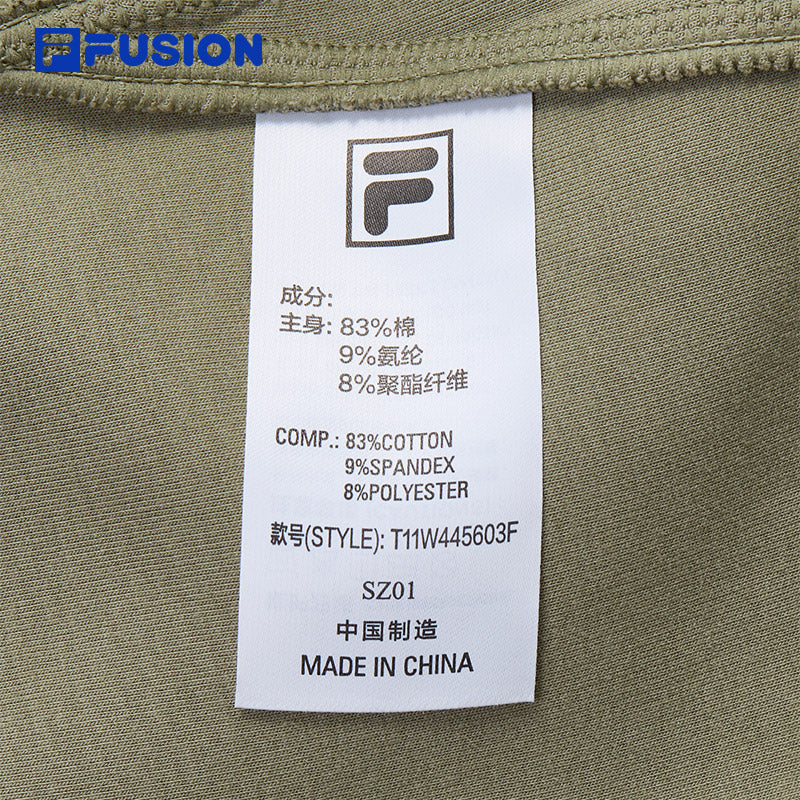 FUSION
成分:
主身: 83%棉
9%氨纶
8%聚酯纤维
COMP.: 83%COTTON
9%SPANDEX
8%POLYESTER
款号(STYLE): T11W445603F
SZ01
中国制造
MADE IN CHINA